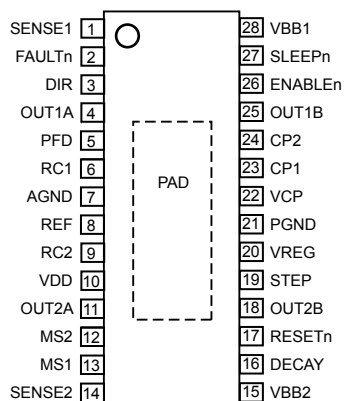 SENSE1 1 28 VBB1
FAULTn 2 27 SLEEPn
DIR 3 26 ENABLEn
OUT1A 4 25 OUT1B
PFD 5 24 CP2
RC1 6 PAD 23 CP1
AGND 7 22 VCP
REF 8 21 PGND
RC2 9 20 VREG
VDD 10 19 STEP
OUT2A 11 18 OUT2B
MS2 12 17 RESETn
MS1 13 16 DECAY
SENSE2 14 15 VBB2